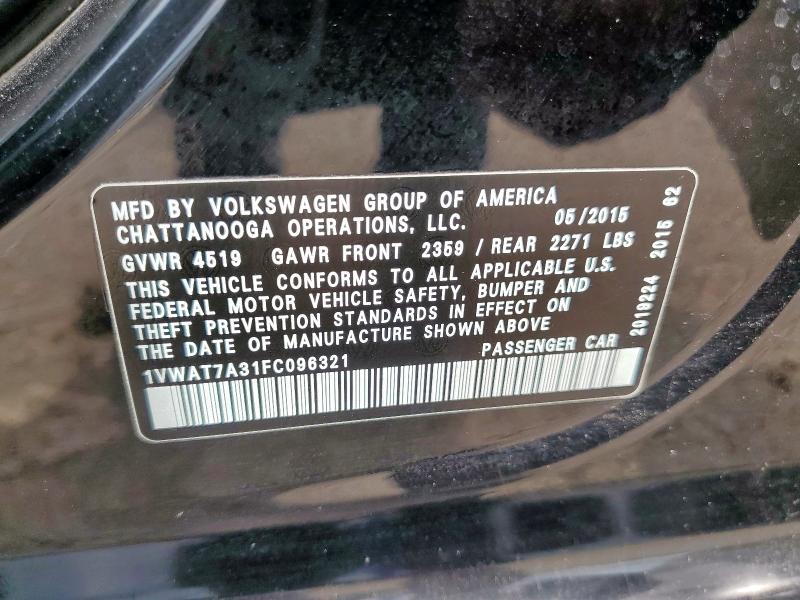 MFD BY VOLKSWAGEN GROUP OF AMERICA
CHATTANOOGA OPERATIONS, LLC. 05/2015
GVWR 4519 GAWR FRONT 2359 / REAR 2271 LBS
THIS VEHICLE CONFORMS TO ALL APPLICABLE U.S.
FEDERAL MOTOR VEHICLE SAFETY, BUMPER AND
THEFT PREVENTION STANDARDS IN EFFECT ON
THE DATE OF MANUFACTURE SHOWN ABOVE
1VWAT7A31FC096321 PASSENGER CAR
2019224 2015 62